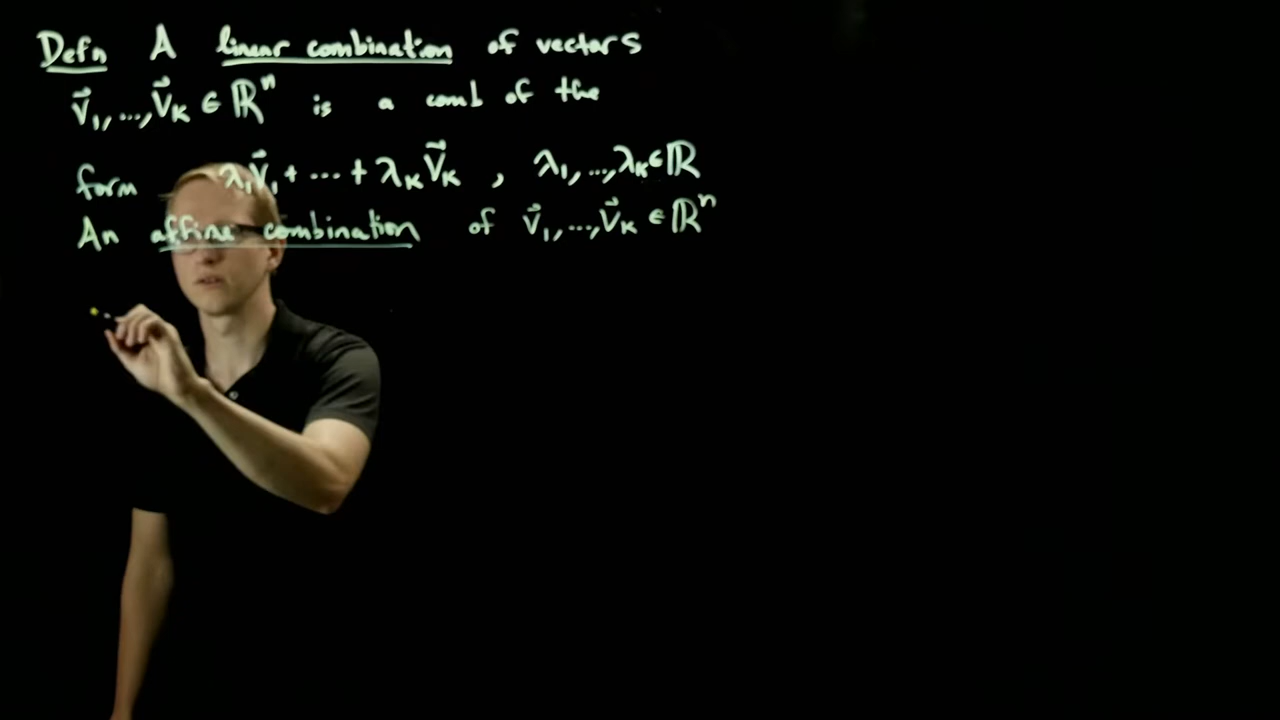 Defn A linear combination of vectors
v⃗₁,...,v⃗ₖ ∈ ℝⁿ is a comb of the
form λ₁v⃗₁ + ... + λₖv⃗ₖ , λ₁,...,λₖ ∈ ℝ
An affine combination of v⃗₁,...,v⃗ₖ ∈ ℝⁿ